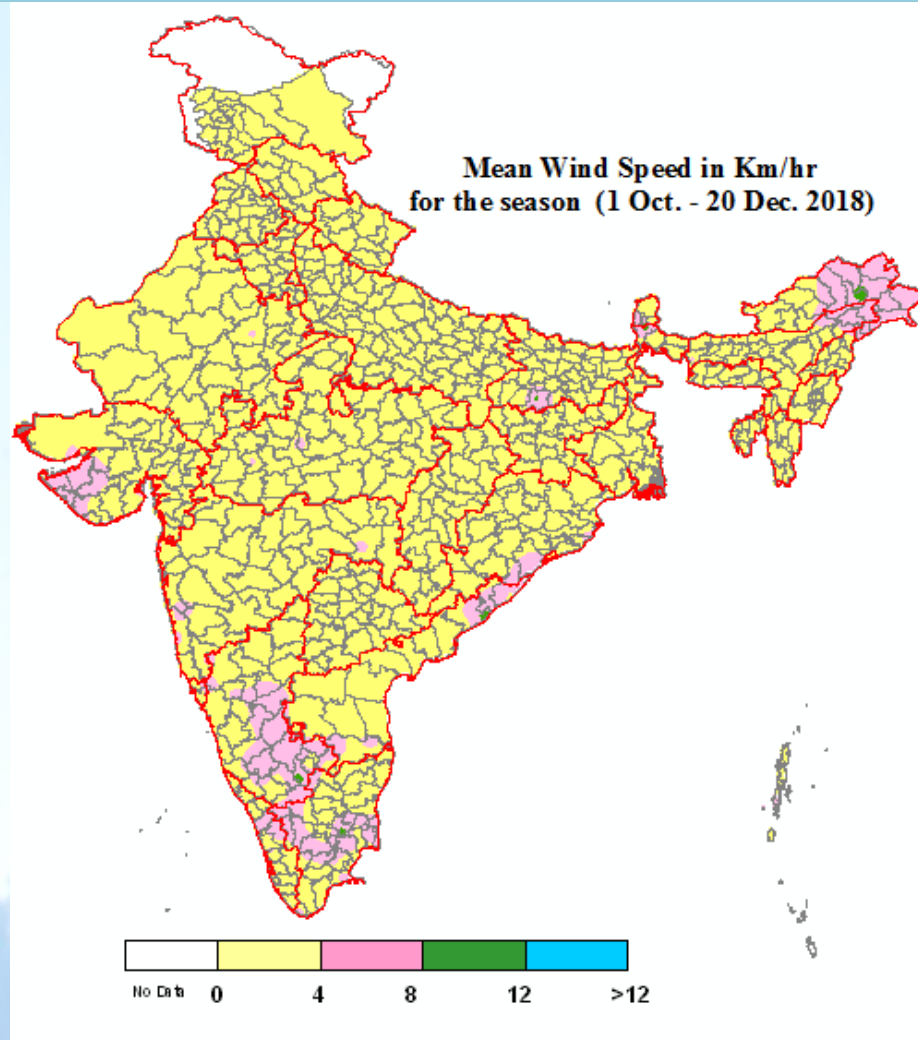 Mean Wind Speed in Km/hr
for the season (1 Oct. - 20 Dec. 2018)
No Data 0 4 8 12 >12